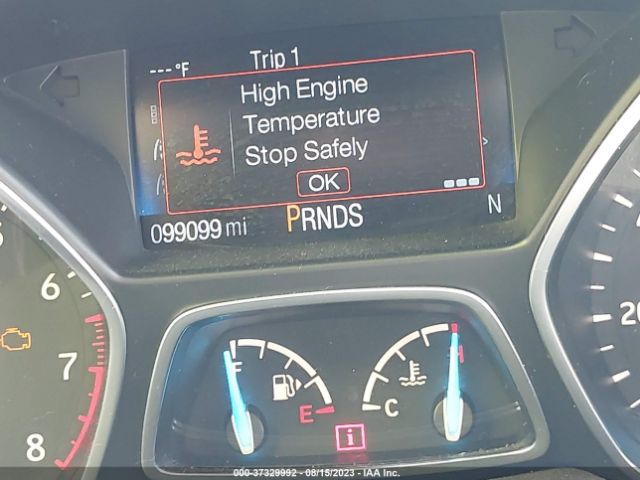 Trip 1
--- °F
High Engine
Temperature
Stop Safely
OK
099099 mi
PRNDS
N
6
7
8
F
E
C
H
i
20
000-37329992 - 08/15/2023 - IAA Inc.